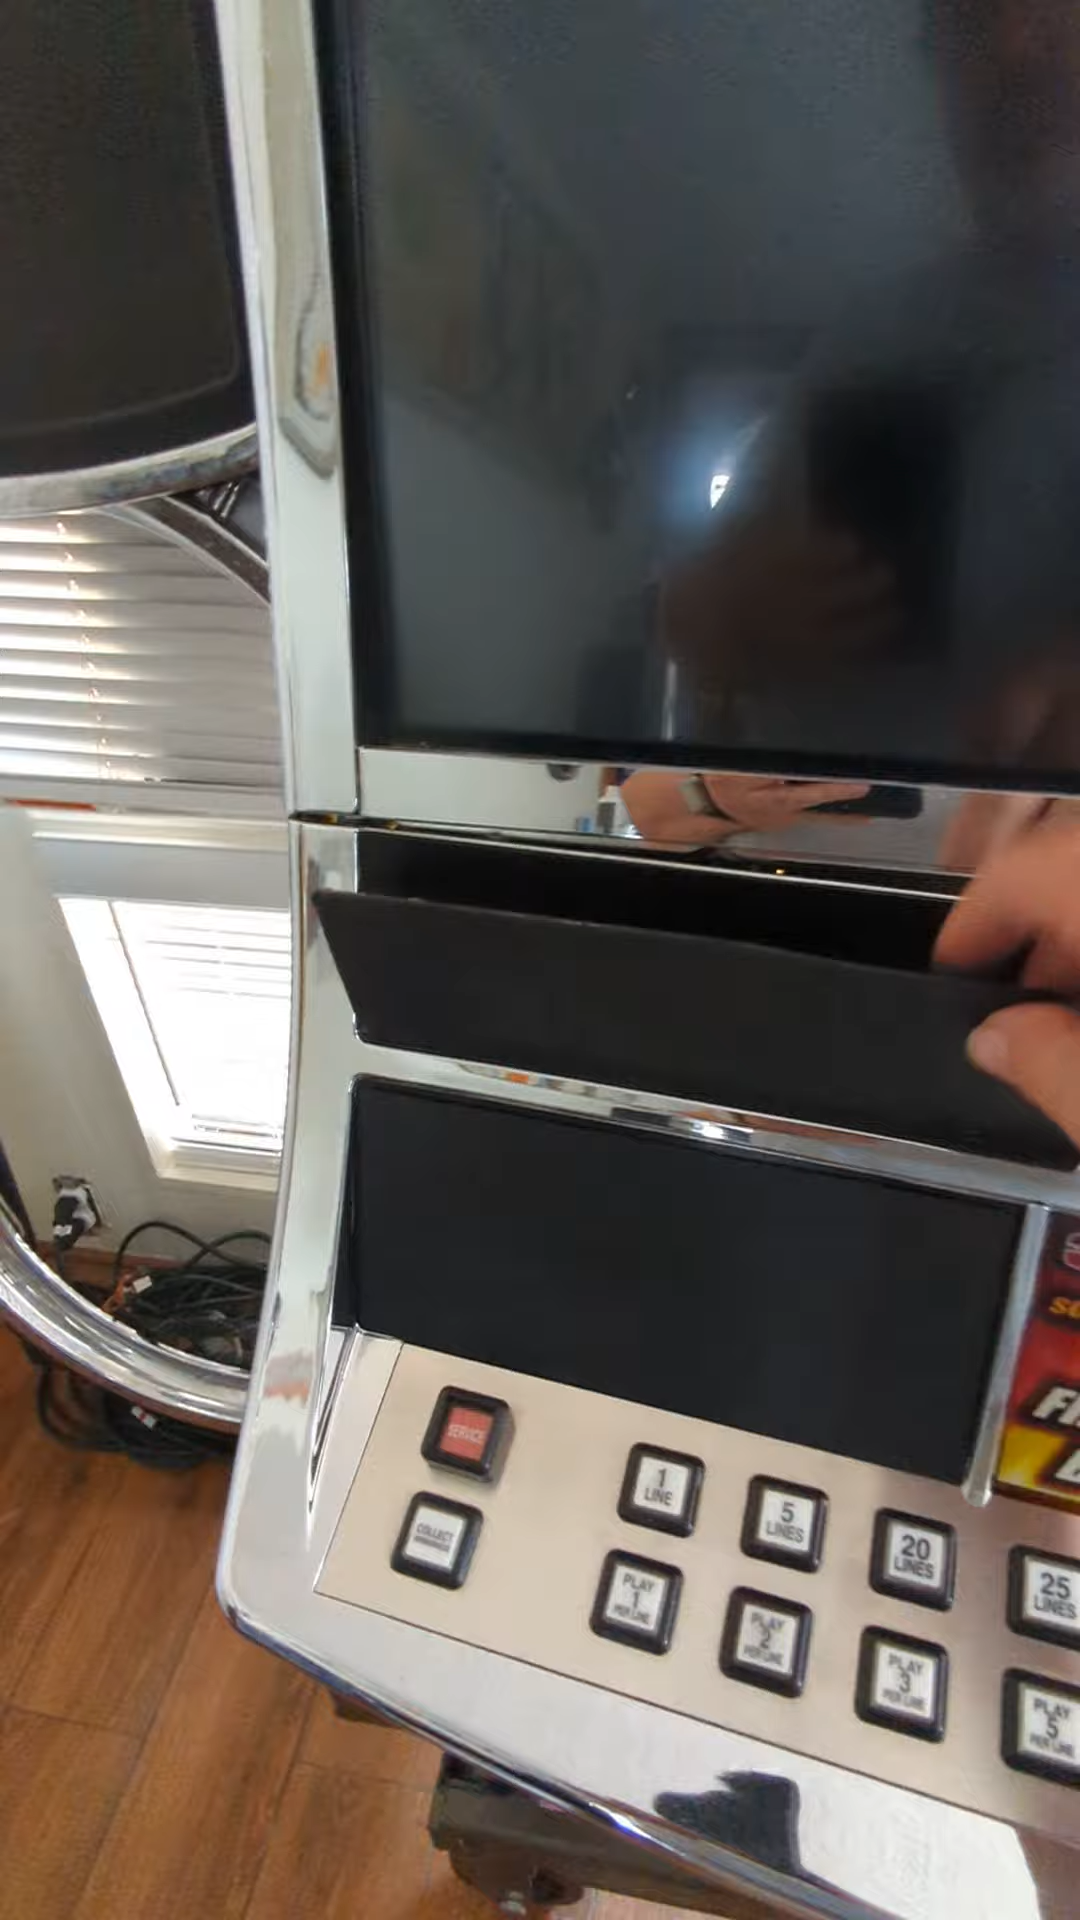 SERVICE
1
LINE
5
LINES
20
LINES
25
LINES
COLLECT
PLAY
1
PER LINE
PLAY
2
PER LINE
PLAY
3
PER LINE
PLAY
5
PER LINE